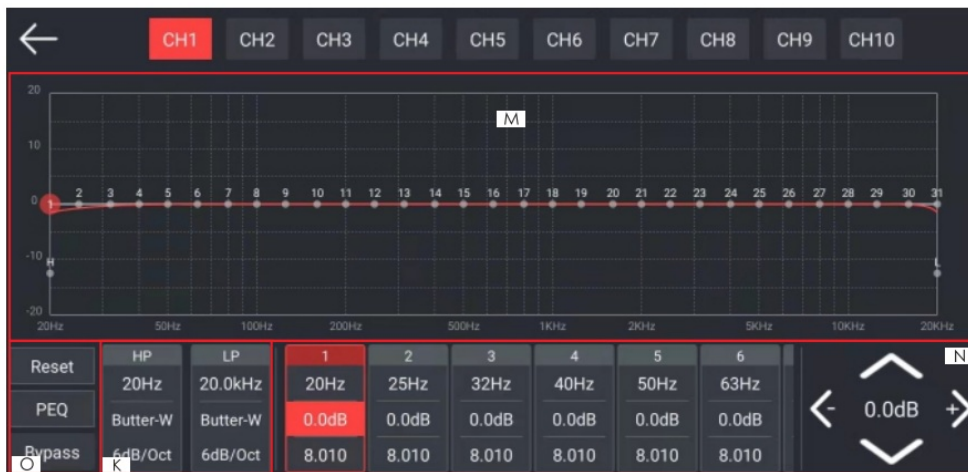 CH1 CH2 CH3 CH4 CH5 CH6 CH7 CH8 CH9 CH10
20
M
10
0 1 2 3 4 5 6 7 8 9 10 11 12 13 14 15 16 17 18 19 20 21 22 23 24 25 26 27 28 29 30 31
-10 H L
-20
20Hz 50Hz 100Hz 200Hz 500Hz 1KHz 2KHz 5KHz 10KHz 20KHz
Reset HP LP 1 2 3 4 5 6 N
20Hz 20.0kHz 20Hz 25Hz 32Hz 40Hz 50Hz 63Hz
PEQ Butter-W Butter-W 0.0dB 0.0dB 0.0dB 0.0dB 0.0dB 0.0dB - 0.0dB +
Bypass 6dB/Oct 6dB/Oct 8.010 8.010 8.010 8.010 8.010 8.010
O K